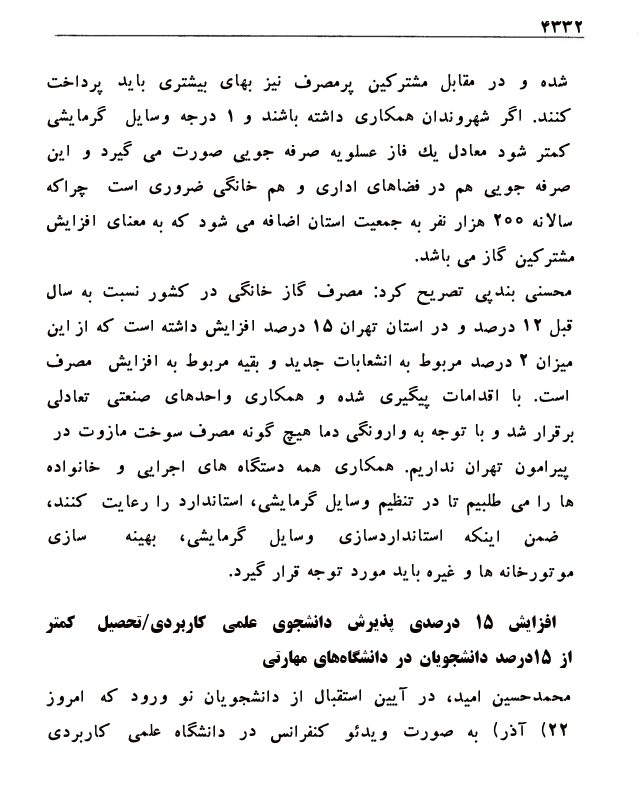 ۴۳۳۲
شده و در مقابل مشترکین پرمصرف نیز بهای بیشتری باید پرداخت
کنند. اگر شهروندان همکاری داشته باشند و ۱ درجه وسایل گرمایشی
کمتر شود معادل یك فاز عسلویه صرفه جویی صورت می گیرد و این
صرفه جویی هم در فضاهای اداری و هم خانگی ضروری است چراکه
سالانه ۲۰۰ هزار نفر به جمعیت استان اضافه می شود که به معنای افزایش
مشترکین گاز می باشد.
محسنی بندپی تصریح کرد: مصرف گاز خانگی در کشور نسبت به سال
قبل ۱۲ درصد و در استان تهران ۱۵ درصد افزایش داشته است که از این
میزان ۲ درصد مربوط به انشعابات جدید و بقیه مربوط به افزایش مصرف
است. با اقدامات پیگیری شده و همکاری واحدهای صنعتی تعادلی
برقرار شد و با توجه به وارونگی دما هیچ گونه مصرف سوخت مازوت در
پیرامون تهران نداریم. همکاری همه دستگاه های اجرایی و خانواده
ها را می طلبیم تا در تنظیم وسایل گرمایشی، استاندارد را رعایت کنند،
ضمن اینکه استانداردسازی وسایل گرمایشی، بهینه سازی
موتورخانه ها و غیره باید مورد توجه قرار گیرد.
افزایش ۱۵ درصدی پذیرش دانشجوی علمی کاربردی/تحصیل کمتر
از ۱۵درصد دانشجویان در دانشگاه‌های مهارتی
محمدحسین امید، در آیین استقبال از دانشجویان نو ورود که امروز
۲۲) آذر) به صورت ویدئو کنفرانس در دانشگاه علمی کاربردی